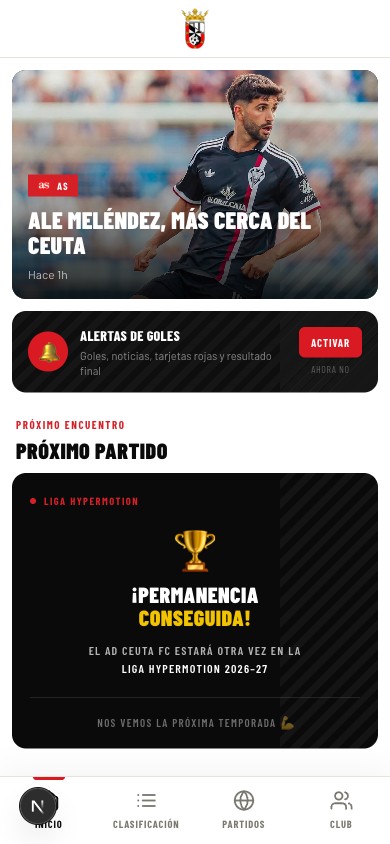 as AS
ALE MELÉNDEZ, MÁS CERCA DEL
CEUTA
Hace 1h
ALERTAS DE GOLES
Goles, noticias, tarjetas rojas y resultado
final
ACTIVAR
AHORA NO
PRÓXIMO ENCUENTRO
PRÓXIMO PARTIDO
LIGA HYPERMOTION
¡PERMANENCIA
CONSEGUIDA!
EL AD CEUTA FC ESTARÁ OTRA VEZ EN LA
LIGA HYPERMOTION 2026-27
NOS VEMOS LA PRÓXIMA TEMPORADA 💪
N
INICIO
CLASIFICACIÓN
PARTIDOS
CLUB